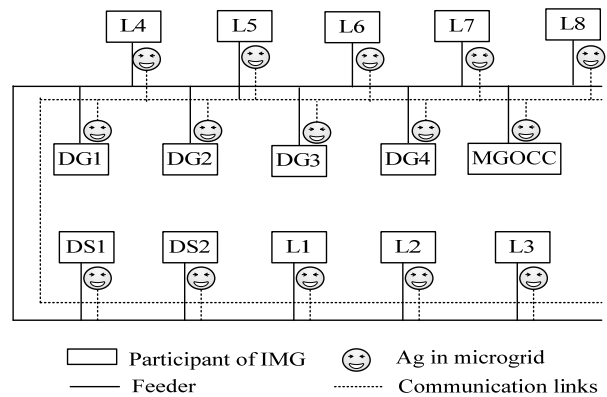 L4 L5 L6 L7 L8
DG1 DG2 DG3 DG4 MGOCC
DS1 DS2 L1 L2 L3
Participant of IMG Ag in microgrid
Feeder Communication links